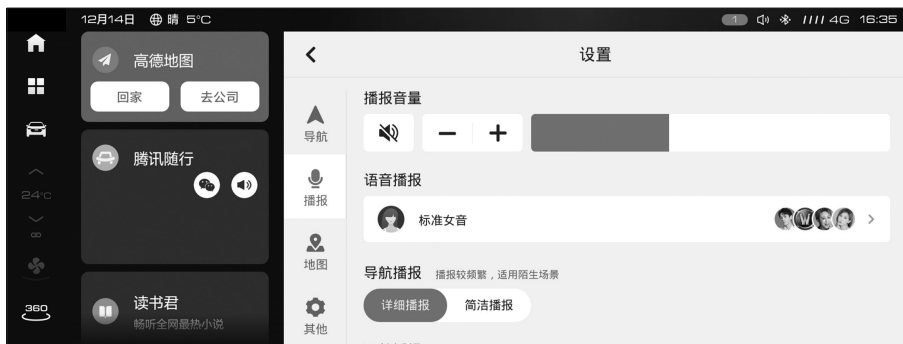 12月14日 晴 5°C
1 4G 16:35
24°C
360
高德地图
回家 去公司
腾讯随行
读书君
畅听全网最热小说
设置
导航
播报
地图
其他
播报音量
语音播报
标准女音
W
导航播报 播报较频繁，适用陌生场景
详细播报 简洁播报